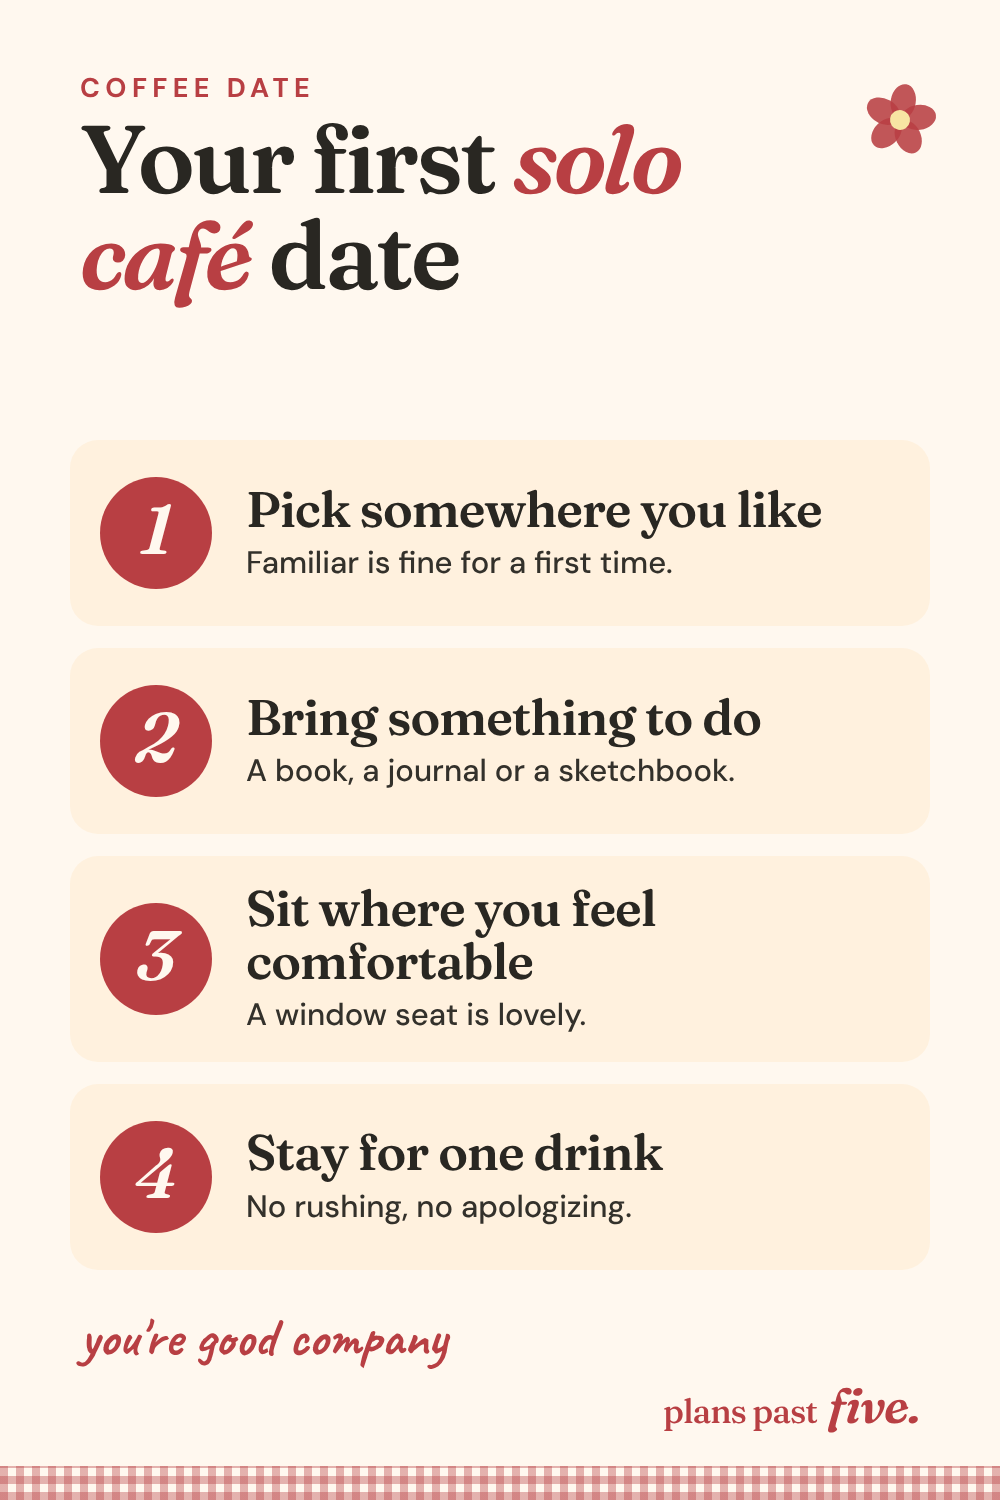 COFFEE DATE
Your first solo
café date
1
Pick somewhere you like
Familiar is fine for a first time.
2
Bring something to do
A book, a journal or a sketchbook.
3
Sit where you feel
comfortable
A window seat is lovely.
4
Stay for one drink
No rushing, no apologizing.
you're good company
plans past five.